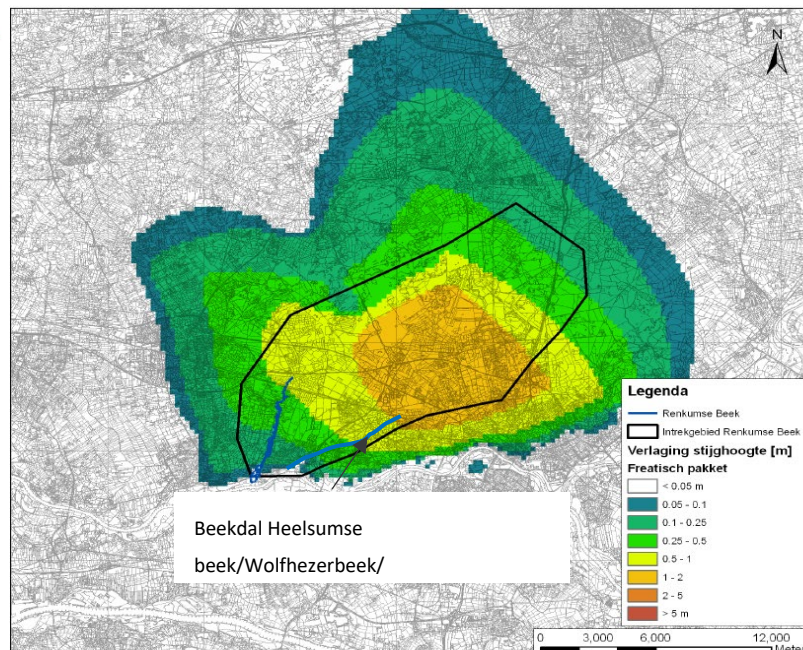 N
Legenda
Renkumse Beek
Intrekgebied Renkumse Beek
Verlaging stijghoogte [m]
Freatisch pakket
< 0.05 m
0.05 - 0.1
0.1 - 0.25
0.25 - 0.5
0.5 - 1
1 - 2
2 - 5
> 5 m
Beekdal Heelsumse
beek/Wolfhezerbeek/
0 3,000 6,000 12,000